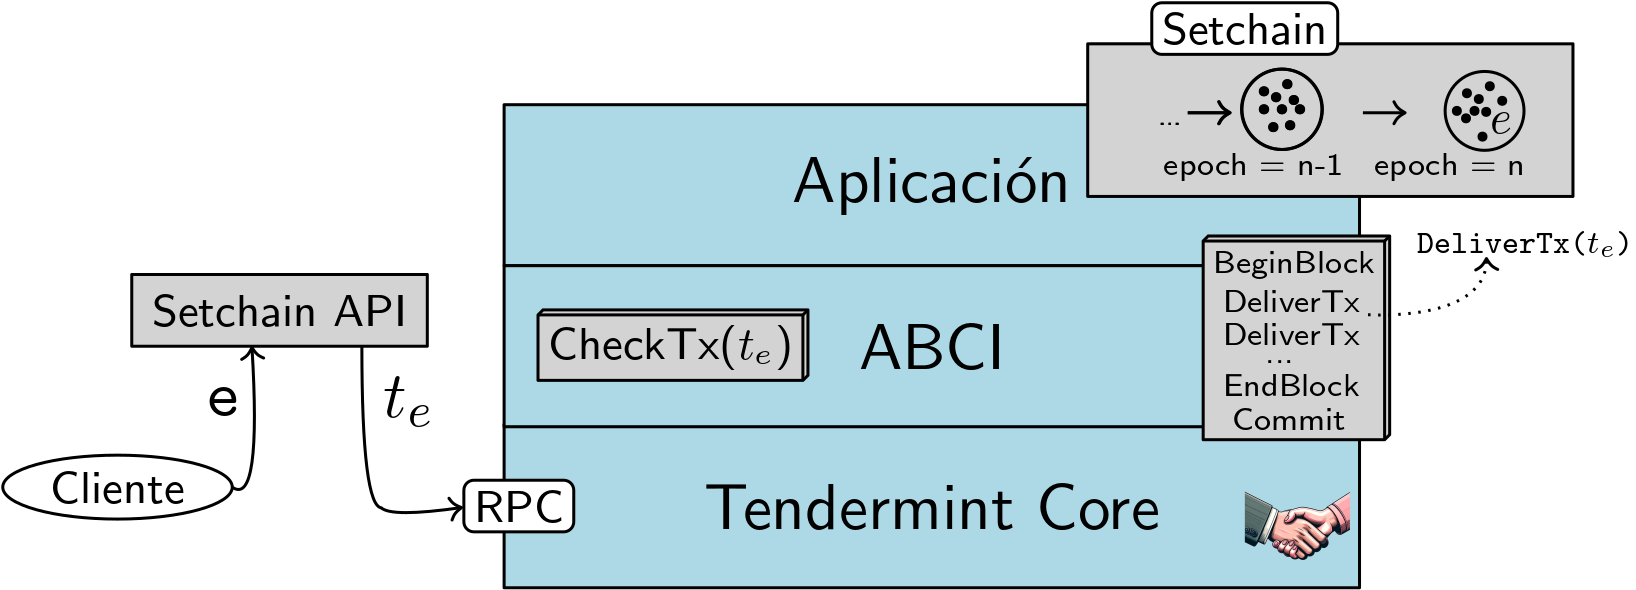 Setchain
...
epoch = n-1
epoch = n
e
Aplicación
DeliverTx(t_e)
BeginBlock
DeliverTx
DeliverTx
...
EndBlock
Commit
Setchain API
CheckTx(t_e)
ABCI
e
t_e
Cliente
RPC
Tendermint Core